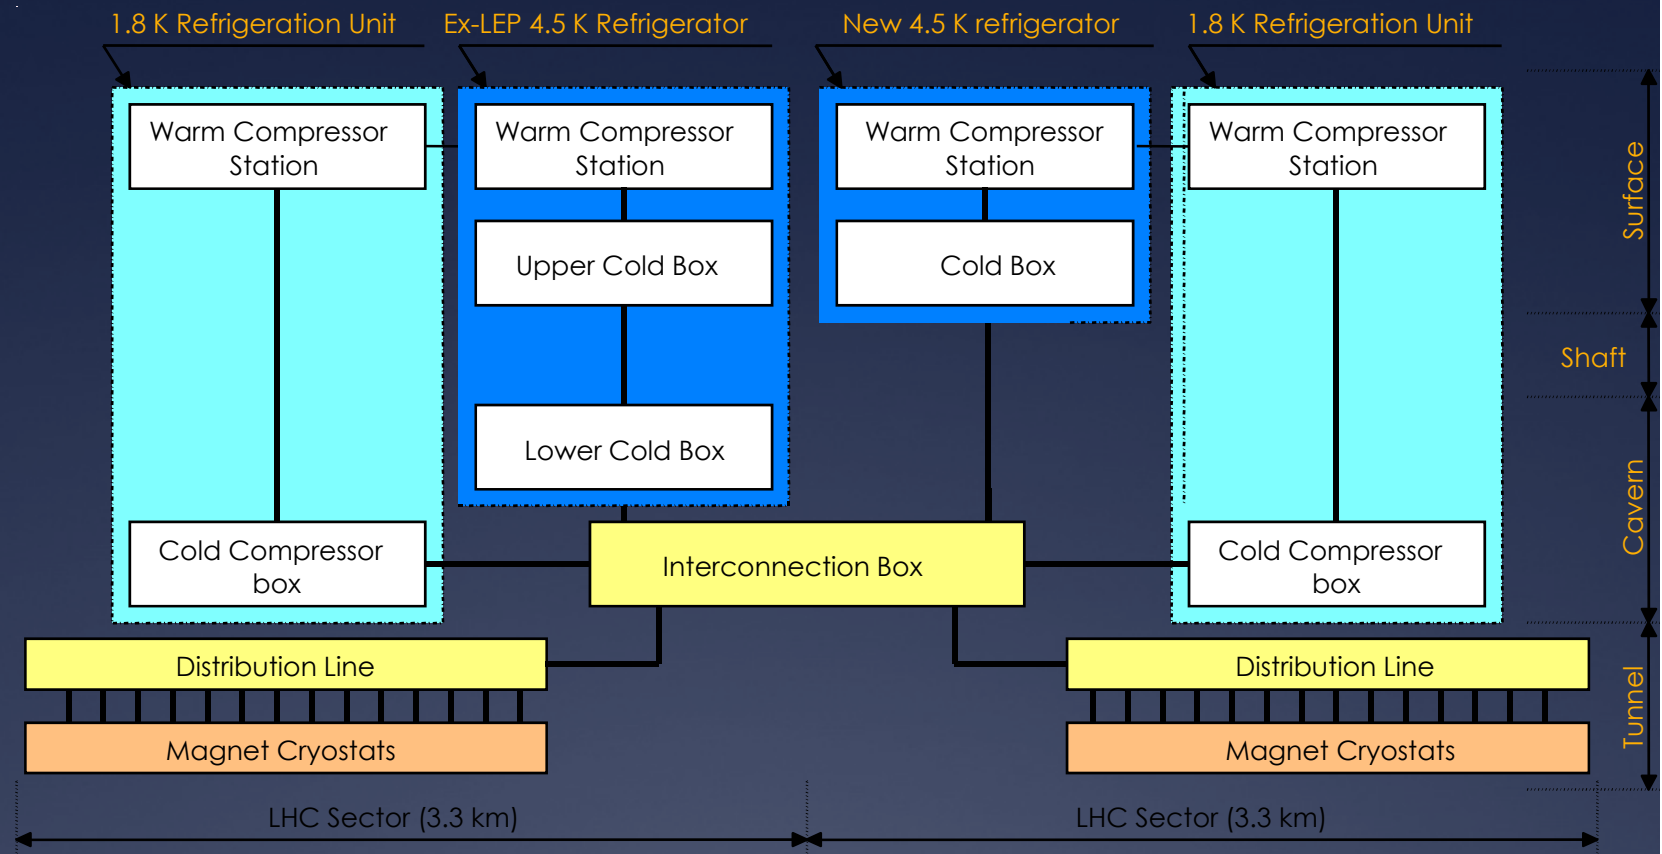 1.8 K Refrigeration Unit
Ex-LEP 4.5 K Refrigerator
New 4.5 K refrigerator
1.8 K Refrigeration Unit
Warm Compressor
Station
Warm Compressor
Station
Warm Compressor
Station
Warm Compressor
Station
Surface
Upper Cold Box
Cold Box
Shaft
Lower Cold Box
Cavern
Cold Compressor
box
Interconnection Box
Cold Compressor
box
Distribution Line
Distribution Line
Tunnel
Magnet Cryostats
Magnet Cryostats
LHC Sector (3.3 km)
LHC Sector (3.3 km)